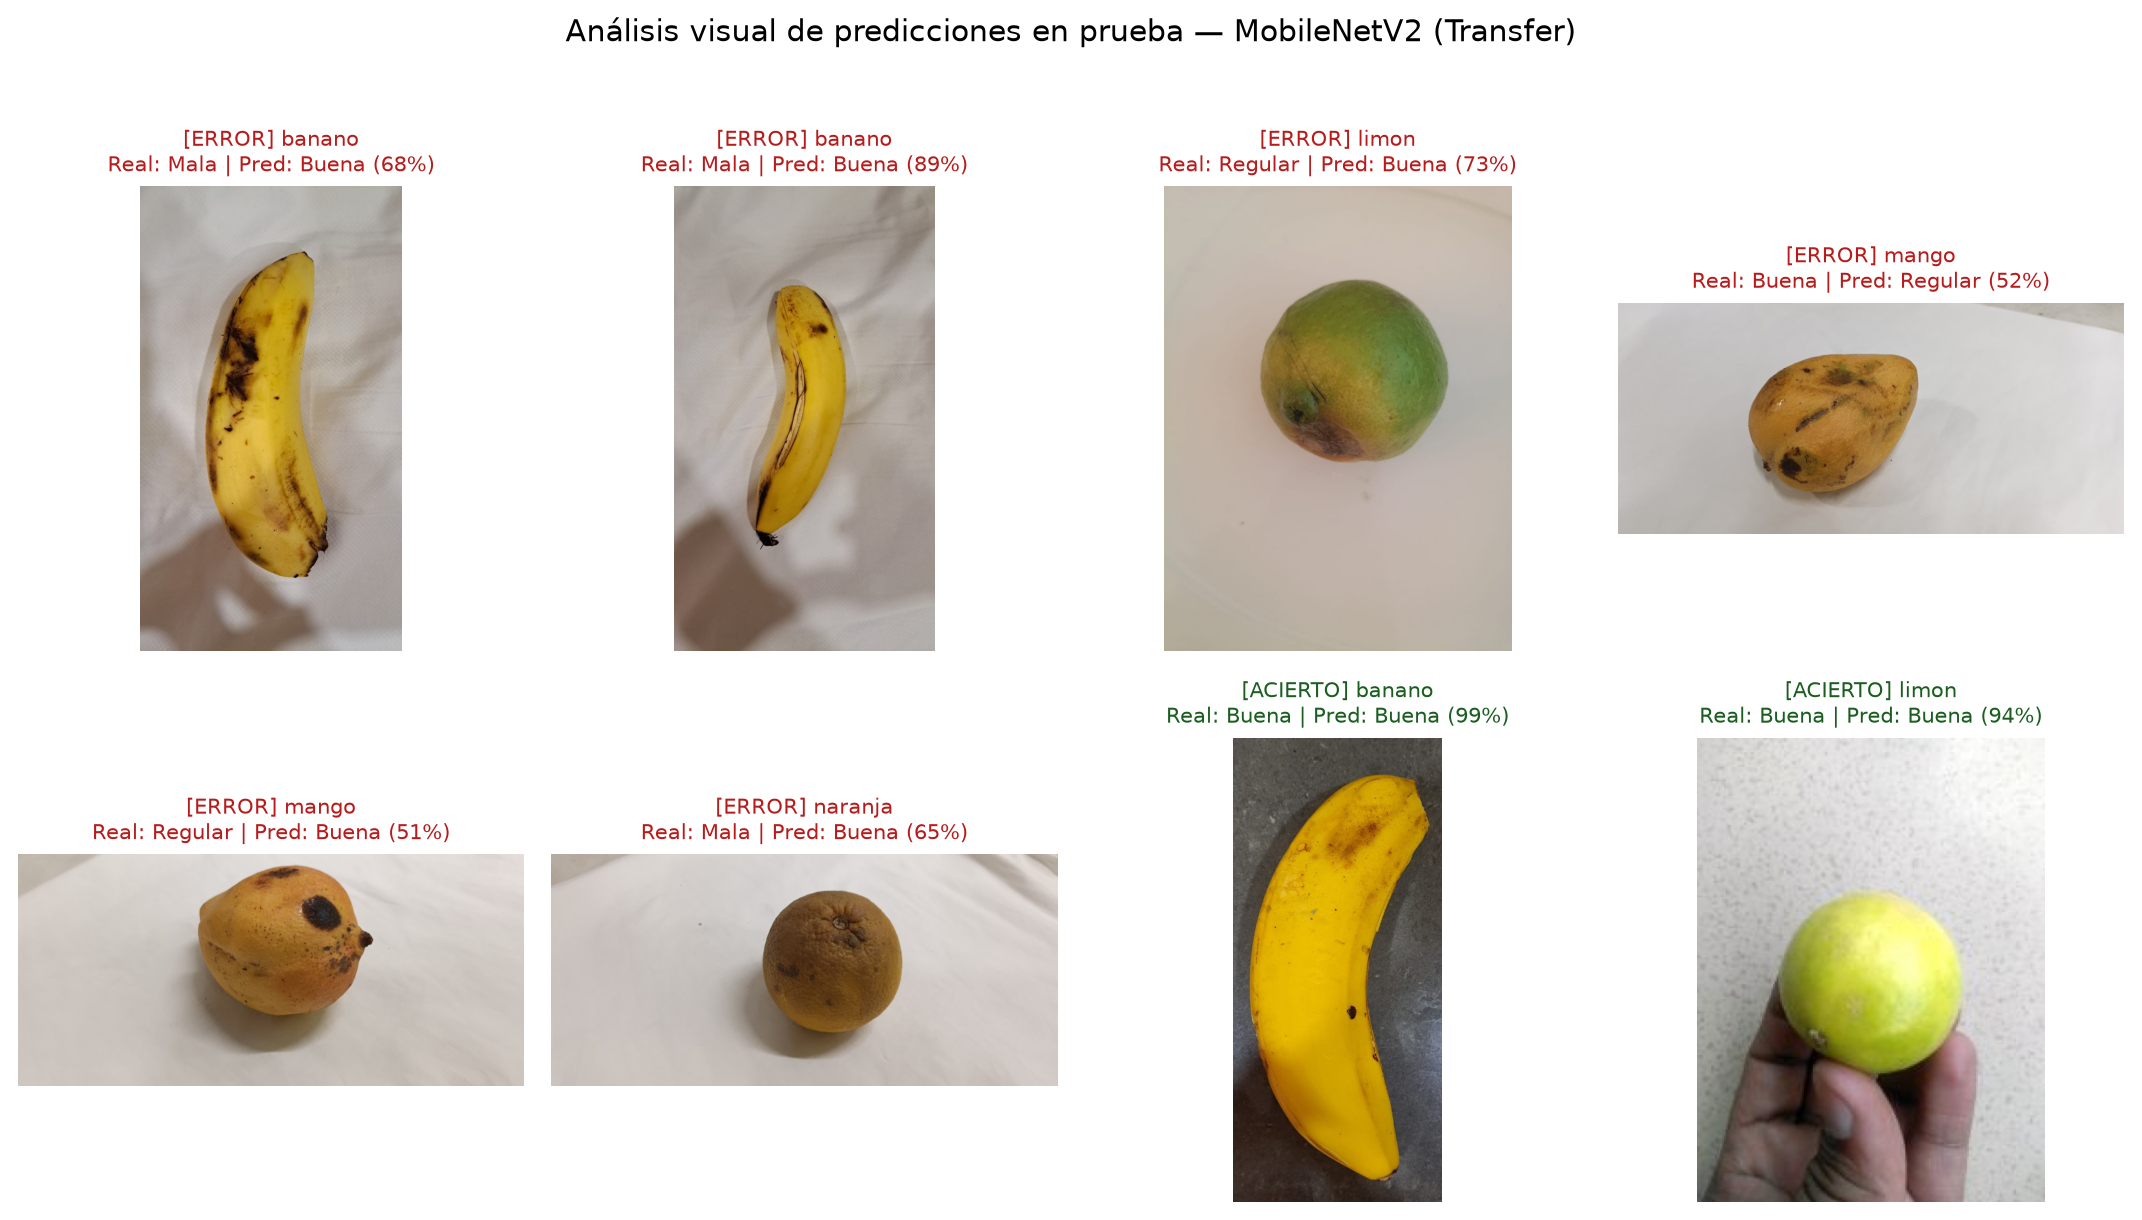 Análisis visual de predicciones en prueba — MobileNetV2 (Transfer)
[ERROR] banano
Real: Mala | Pred: Buena (68%)
[ERROR] banano
Real: Mala | Pred: Buena (89%)
[ERROR] limon
Real: Regular | Pred: Buena (73%)
[ERROR] mango
Real: Buena | Pred: Regular (52%)
[ERROR] mango
Real: Regular | Pred: Buena (51%)
[ERROR] naranja
Real: Mala | Pred: Buena (65%)
[ACIERTO] banano
Real: Buena | Pred: Buena (99%)
[ACIERTO] limon
Real: Buena | Pred: Buena (94%)